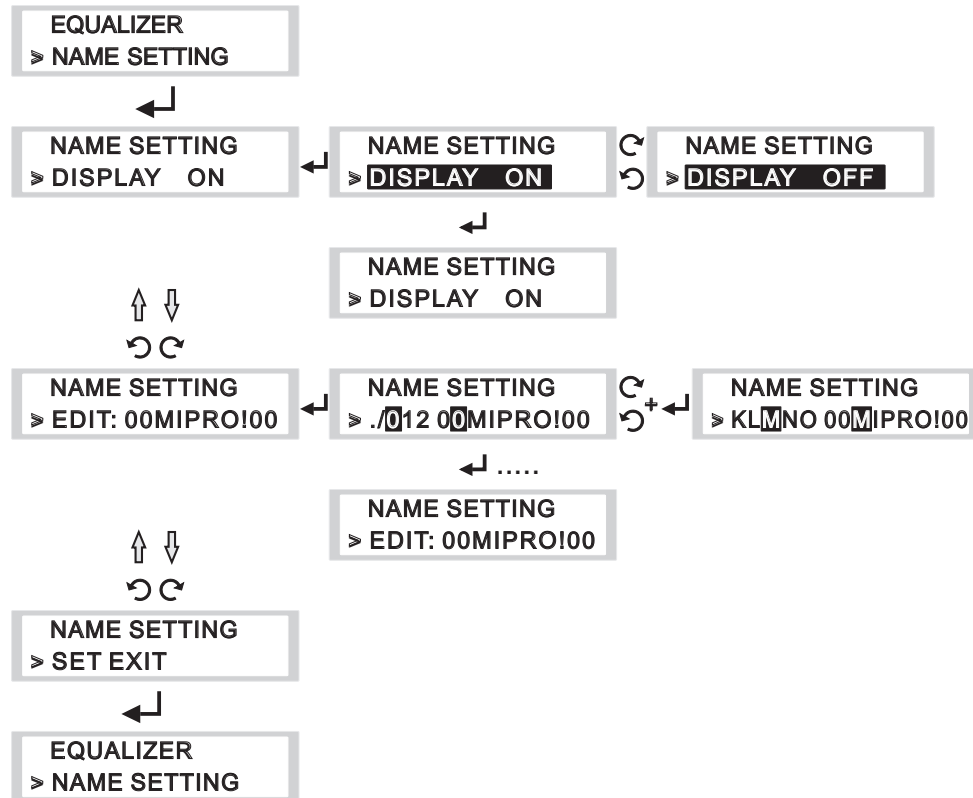 EQUALIZER
> NAME SETTING
NAME SETTING
> DISPLAY ON
NAME SETTING
> DISPLAY ON
NAME SETTING
> DISPLAY OFF
NAME SETTING
> DISPLAY ON
NAME SETTING
> EDIT: 00MIPRO!00
NAME SETTING
> ./012 00MIPRO!00
+
NAME SETTING
> KLMNO 00MIPRO!00
.....
NAME SETTING
> EDIT: 00MIPRO!00
NAME SETTING
> SET EXIT
EQUALIZER
> NAME SETTING